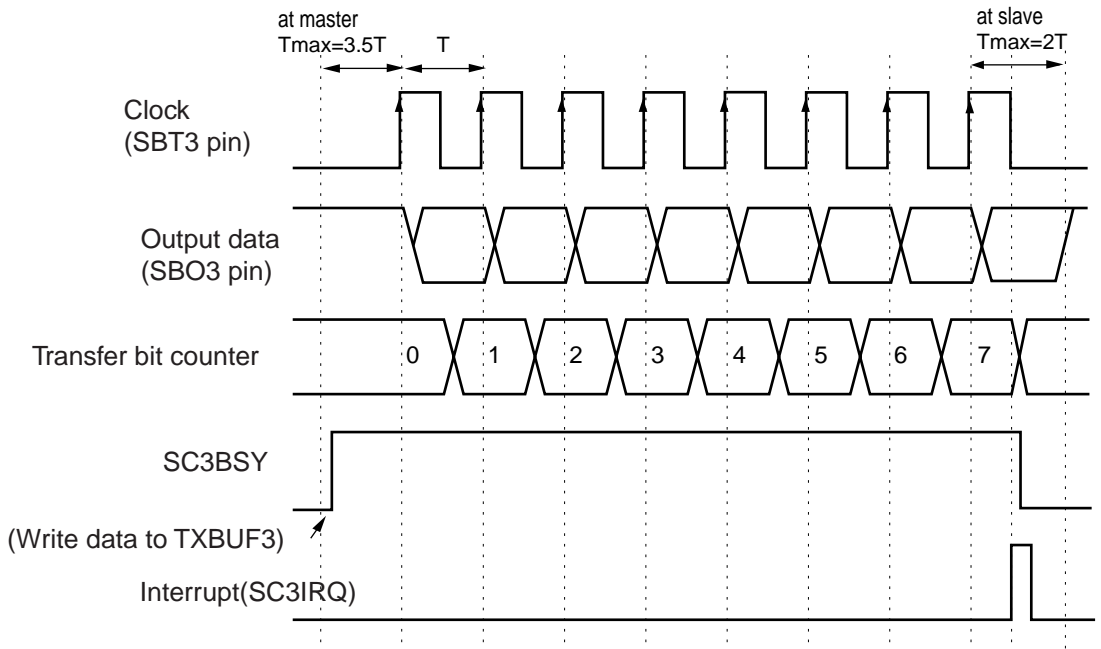 at master
Tmax=3.5T
T
at slave
Tmax=2T
Clock
(SBT3 pin)
Output data
(SBO3 pin)
Transfer bit counter
0 1 2 3 4 5 6 7
SC3BSY
(Write data to TXBUF3)
Interrupt(SC3IRQ)